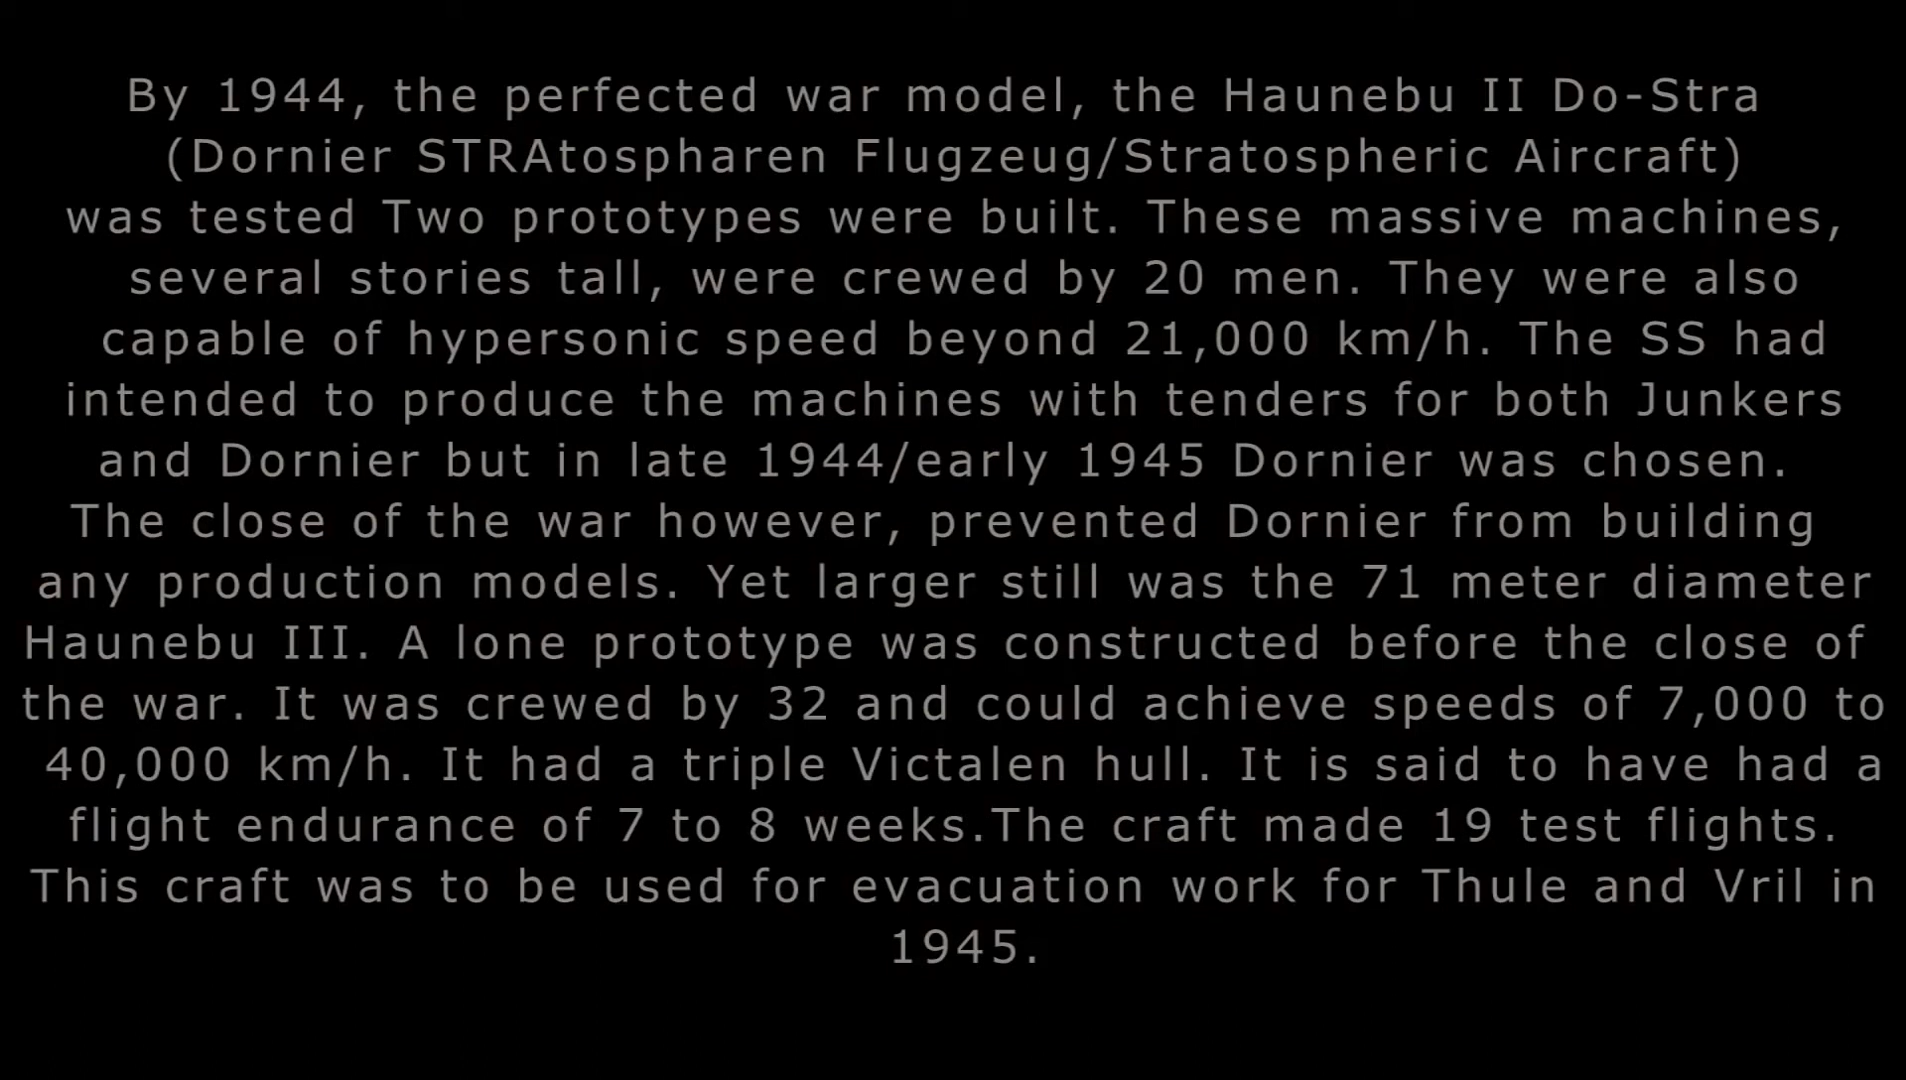 By 1944, the perfected war model, the Haunebu II Do-Stra
(Dornier STRAtospharen Flugzeug/Stratospheric Aircraft)
was tested Two prototypes were built. These massive machines,
several stories tall, were crewed by 20 men. They were also
capable of hypersonic speed beyond 21,000 km/h. The SS had
intended to produce the machines with tenders for both Junkers
and Dornier but in late 1944/early 1945 Dornier was chosen.
The close of the war however, prevented Dornier from building
any production models. Yet larger still was the 71 meter diameter
Haunebu III. A lone prototype was constructed before the close of
the war. It was crewed by 32 and could achieve speeds of 7,000 to
40,000 km/h. It had a triple Victalen hull. It is said to have had a
flight endurance of 7 to 8 weeks.The craft made 19 test flights.
This craft was to be used for evacuation work for Thule and Vril in
1945.